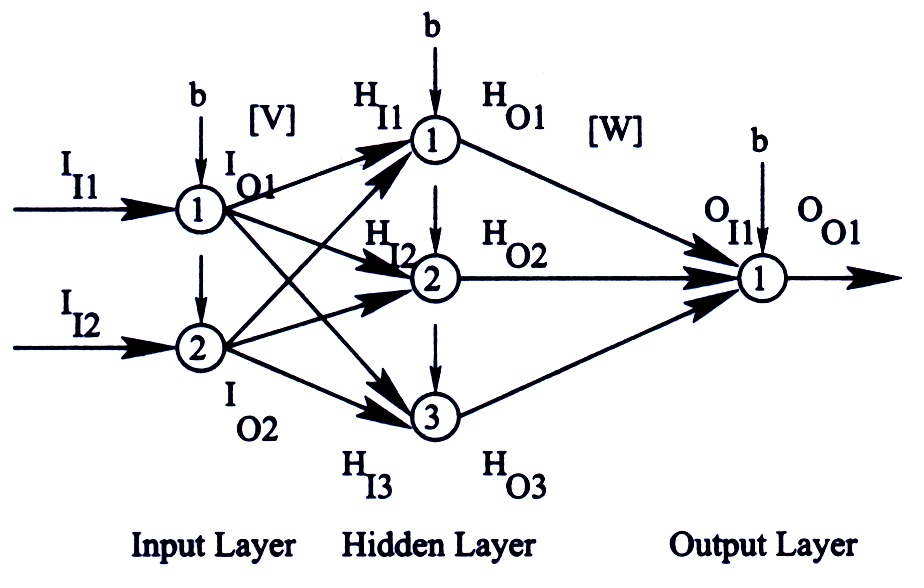 b
b
[V]
H I1
H O1
[W]
b
I I1
I O1
1
1
H I2
H O2
O I1
O O1
2
1
I I2
2
I O2
3
H I3
H O3
Input Layer
Hidden Layer
Output Layer